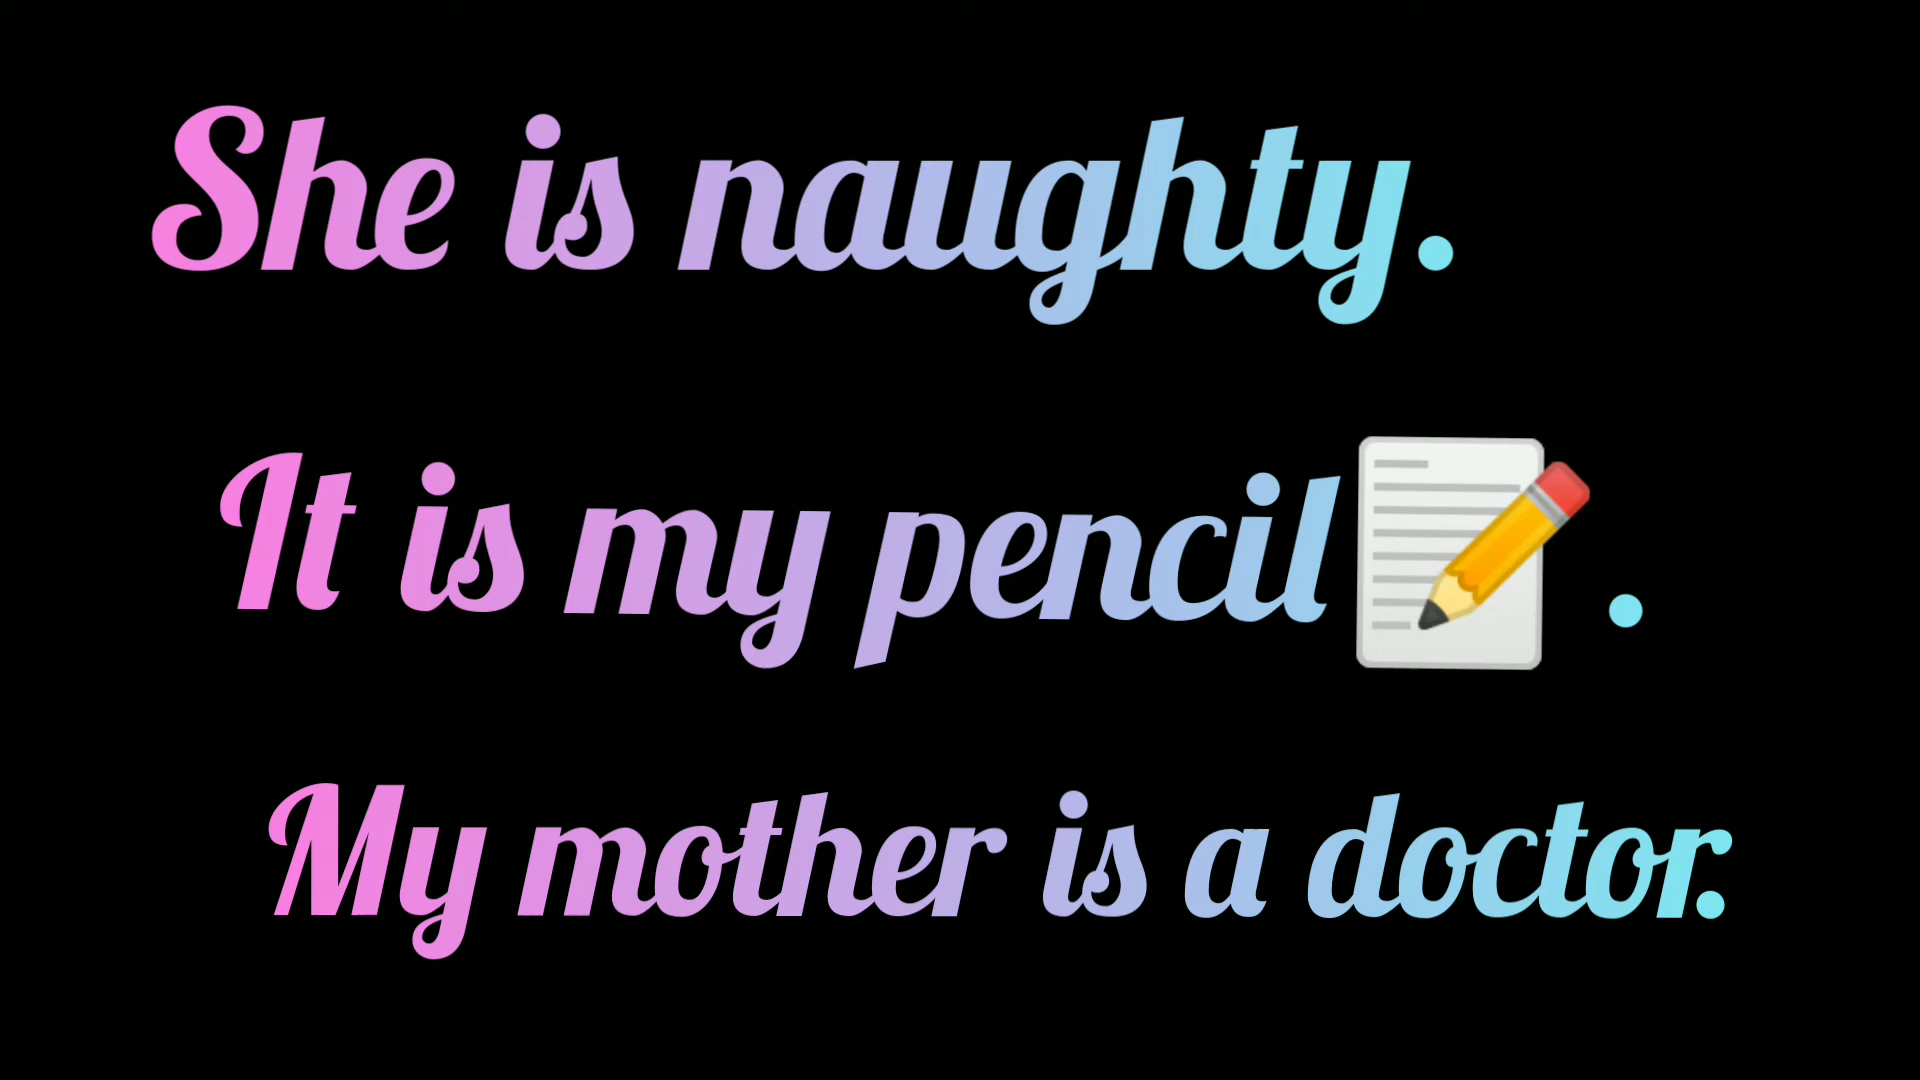 She is naughty.
It is my pencil📝.
My mother is a doctor.